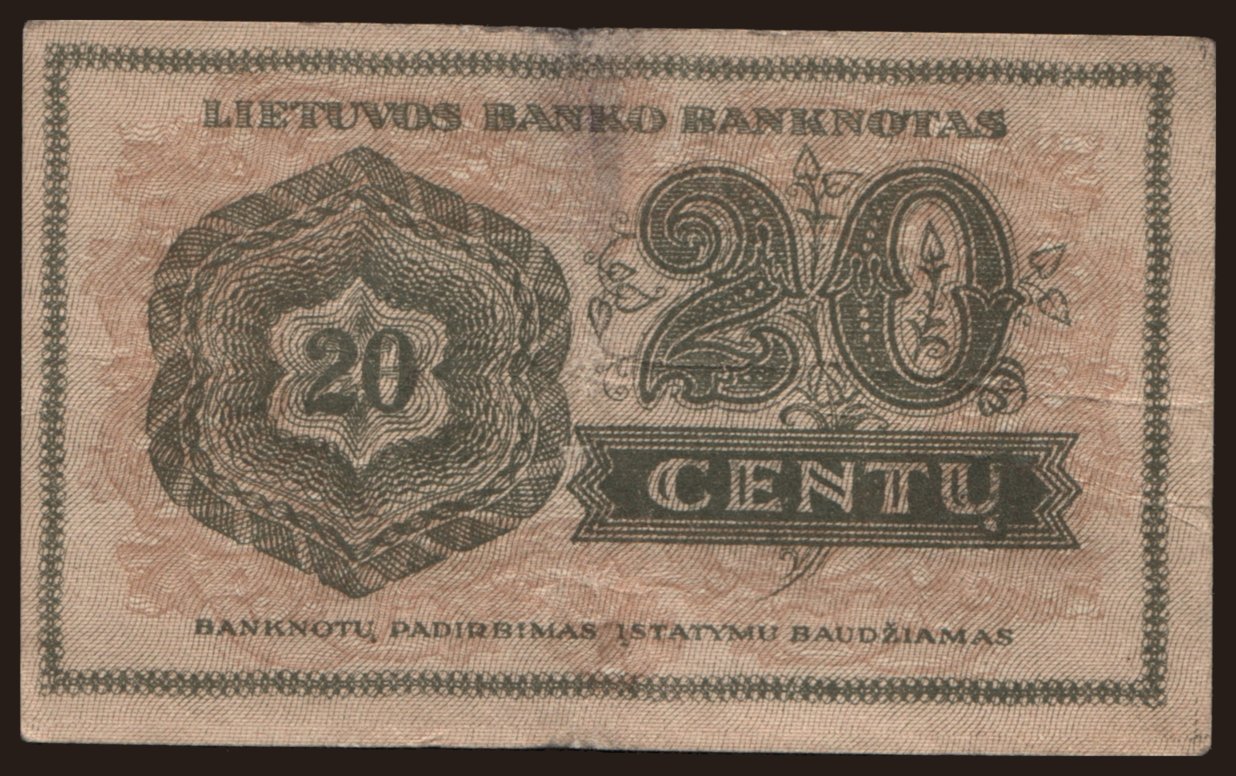 LIETUVOS BANKO BANKNOTAS
20
20
CENTŲ
BANKNOTŲ PADIRBIMAS ĮSTATYMU BAUDŽIAMAS